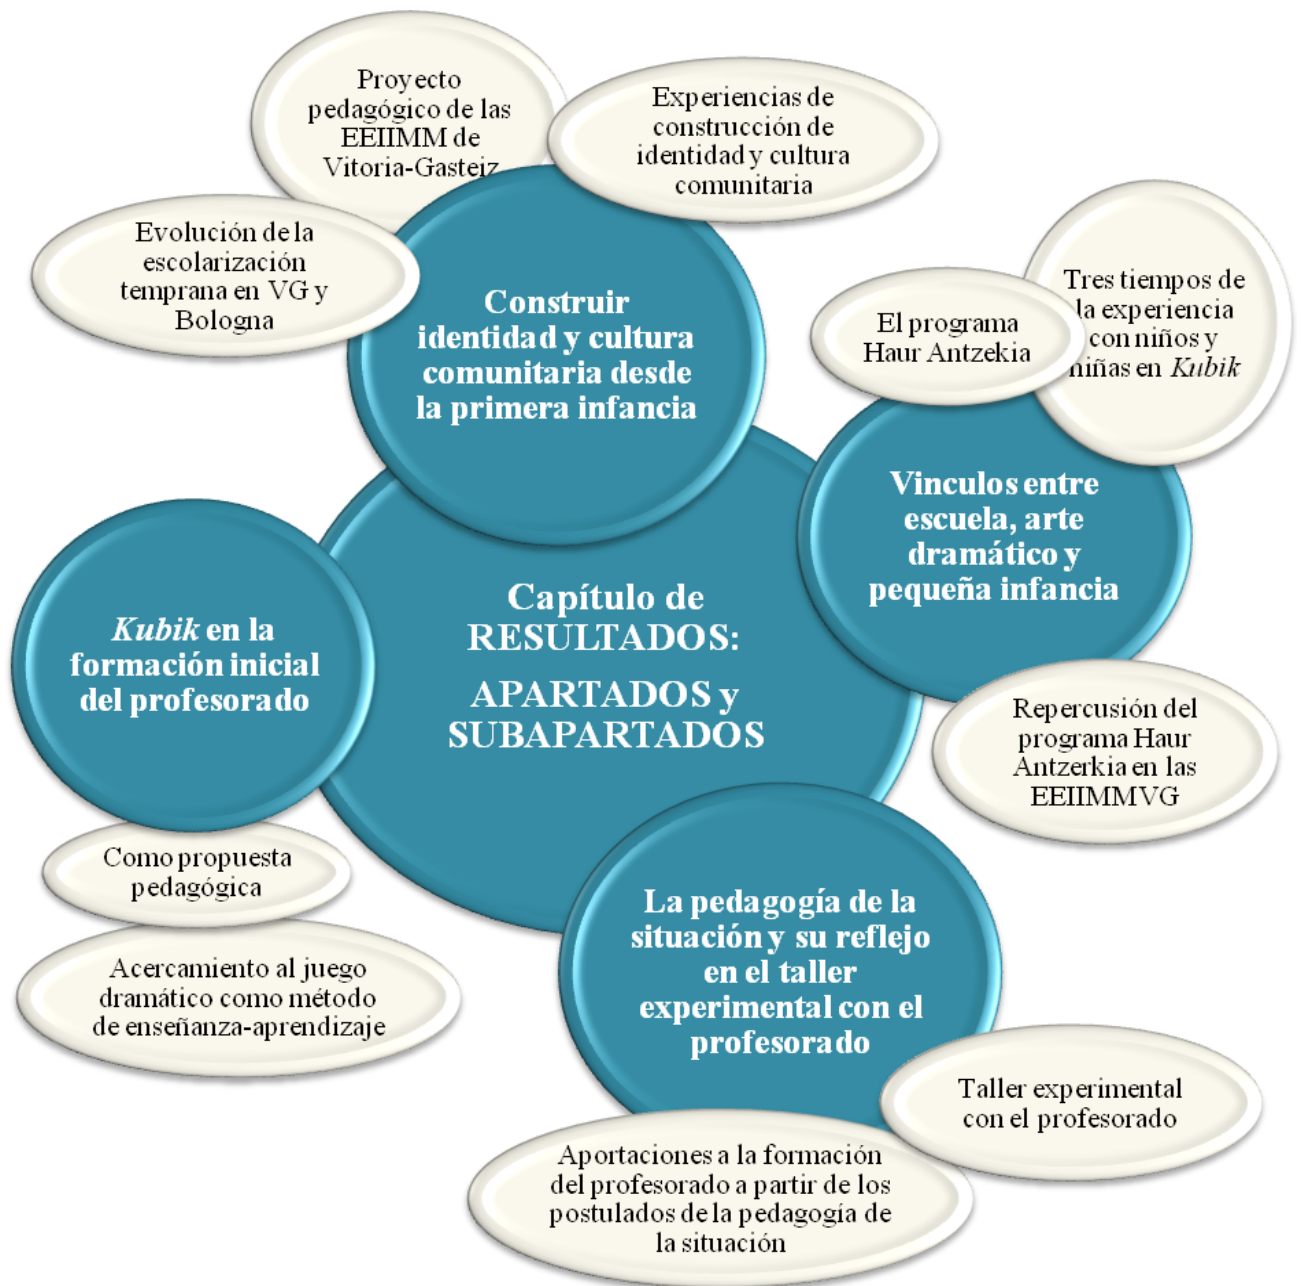 Proyecto
pedagógico de las
EEIIMM de
Vitoria-Gasteiz
Experiencias de
construcción de
identidad y cultura
comunitaria
Evolución de la
escolarización
temprana en VG y
Bologna
Construir
identidad y cultura
comunitaria desde
la primera infancia
El programa
Haur Antzekia
Tres tiempos de
la experiencia
con niños y
niñas en Kubik
Vinculos entre
escuela, arte
dramático y
pequeña infancia
Repercusión del
programa Haur
Antzerkia en las
EEIIMMVG
Capítulo de
RESULTADOS:
APARTADOS y
SUBAPARTADOS
Kubik en la
formación inicial
del profesorado
Como propuesta
pedagógica
Acercamiento al juego
dramático como método
de enseñanza-aprendizaje
La pedagogía de la
situación y su reflejo
en el taller
experimental con el
profesorado
Taller experimental
con el profesorado
Aportaciones a la formación
del profesorado a partir de los
postulados de la pedagogía de
la situación